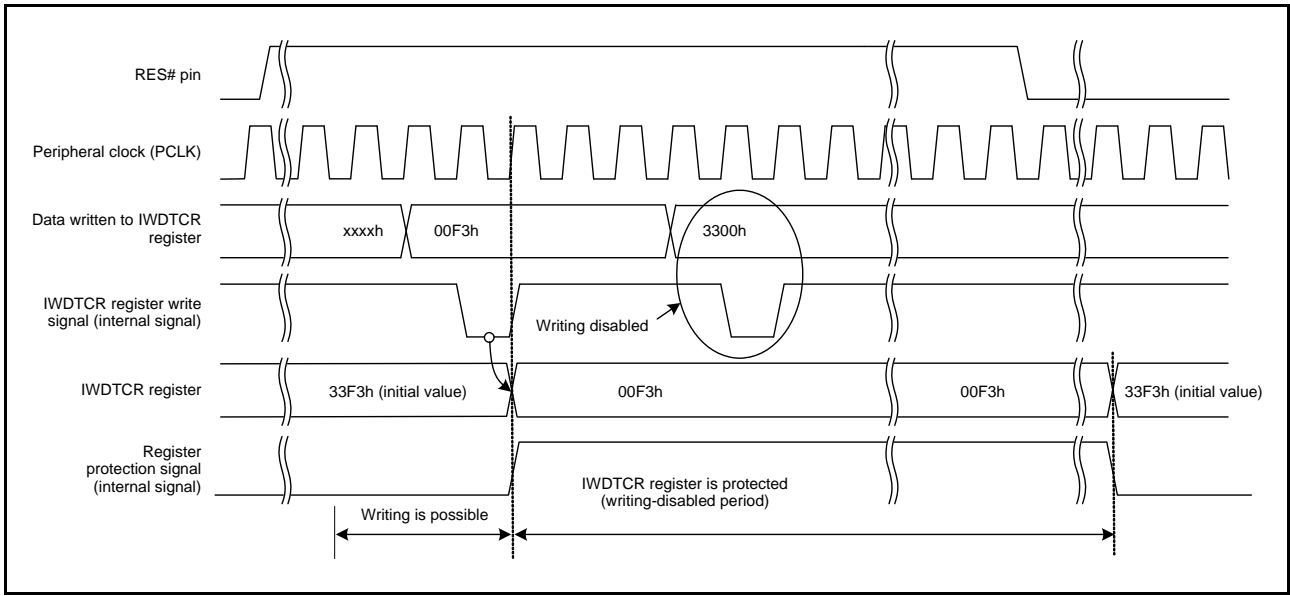 RES# pin
Peripheral clock (PCLK)
Data written to IWDTCR
register
xxxxh
00F3h
3300h
IWDTCR register write
signal (internal signal)
Writing disabled
IWDTCR register
33F3h (initial value)
00F3h
00F3h
33F3h (initial value)
Register
protection signal
(internal signal)
IWDTCR register is protected
(writing-disabled period)
Writing is possible